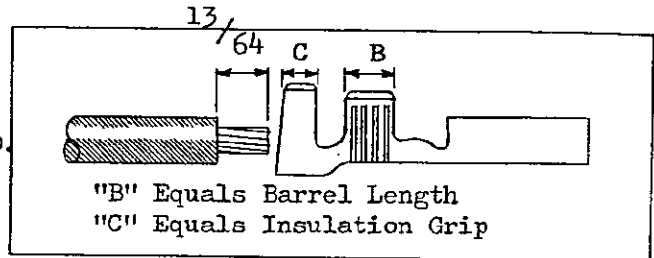 13/64
C B
"B" Equals Barrel Length
"C" Equals Insulation Grip